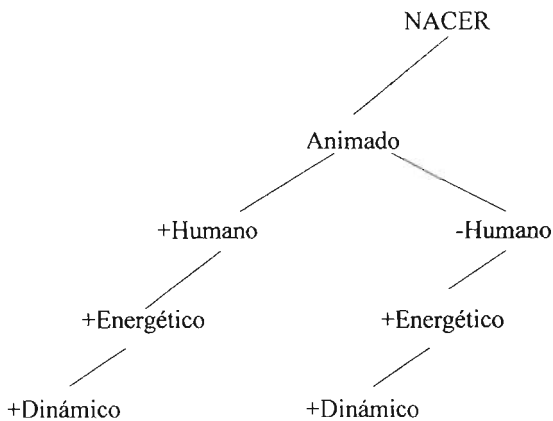 NACER
Animado
+Humano -Humano
+Energético +Energético
+Dinámico +Dinámico